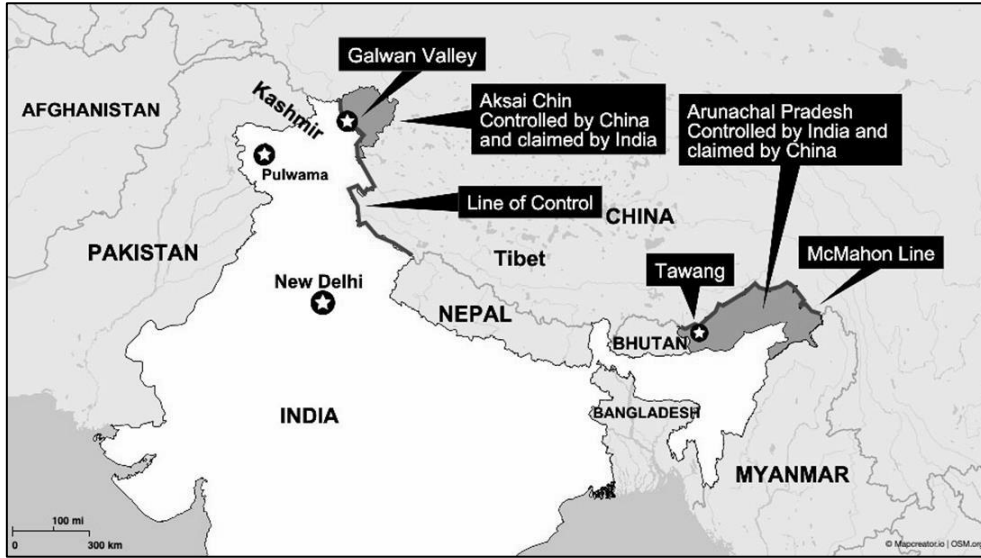 Galwan Valley
AFGHANISTAN
Kashmir
Aksai Chin
Controlled by China
and claimed by India
Arunachal Pradesh
Controlled by India and
claimed by China
Pulwama
Line of Control
CHINA
PAKISTAN
Tibet
McMahon Line
Tawang
New Delhi
NEPAL
BHUTAN
INDIA
BANGLADESH
MYANMAR
100 mi
0 300 km
© Mapcreator.io | OSM.org